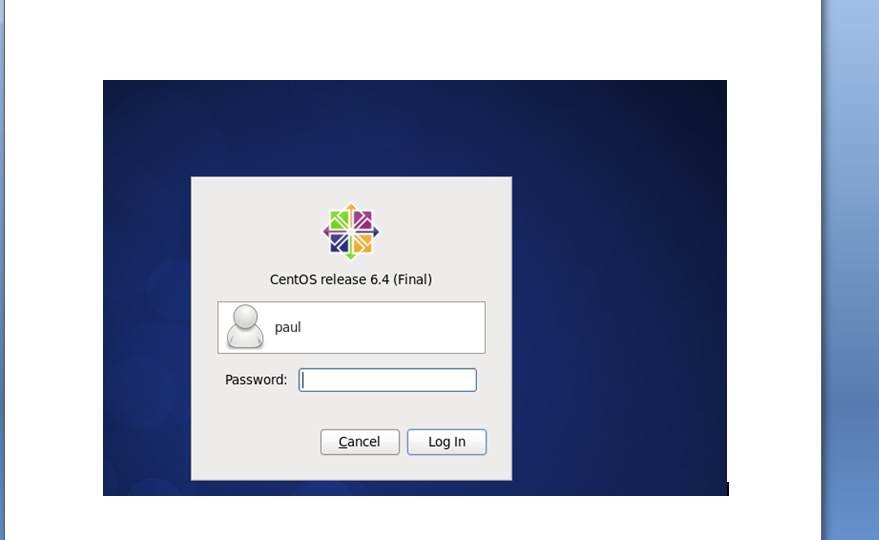 CentOS release 6.4 (Final)
paul
Password:
Cancel
Log In